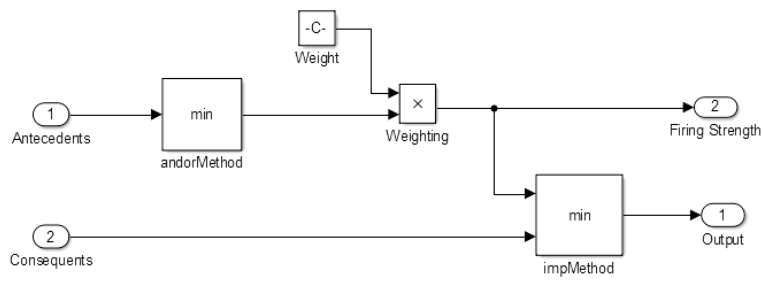 -C-
Weight
1
Antecedents
min
andorMethod
×
Weighting
2
Firing Strength
2
Consequents
min
impMethod
1
Output